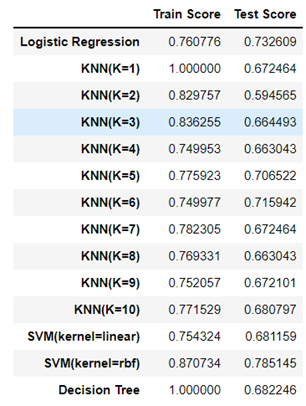 Train Score Test Score
Logistic Regression 0.760776 0.732609
KNN(K=1) 1.000000 0.672464
KNN(K=2) 0.829757 0.594565
KNN(K=3) 0.836255 0.664493
KNN(K=4) 0.749953 0.663043
KNN(K=5) 0.775923 0.706522
KNN(K=6) 0.749977 0.715942
KNN(K=7) 0.782305 0.672464
KNN(K=8) 0.769331 0.663043
KNN(K=9) 0.752057 0.672101
KNN(K=10) 0.771529 0.680797
SVM(kernel=linear) 0.754324 0.681159
SVM(kernel=rbf) 0.870734 0.785145
Decision Tree 1.000000 0.682246